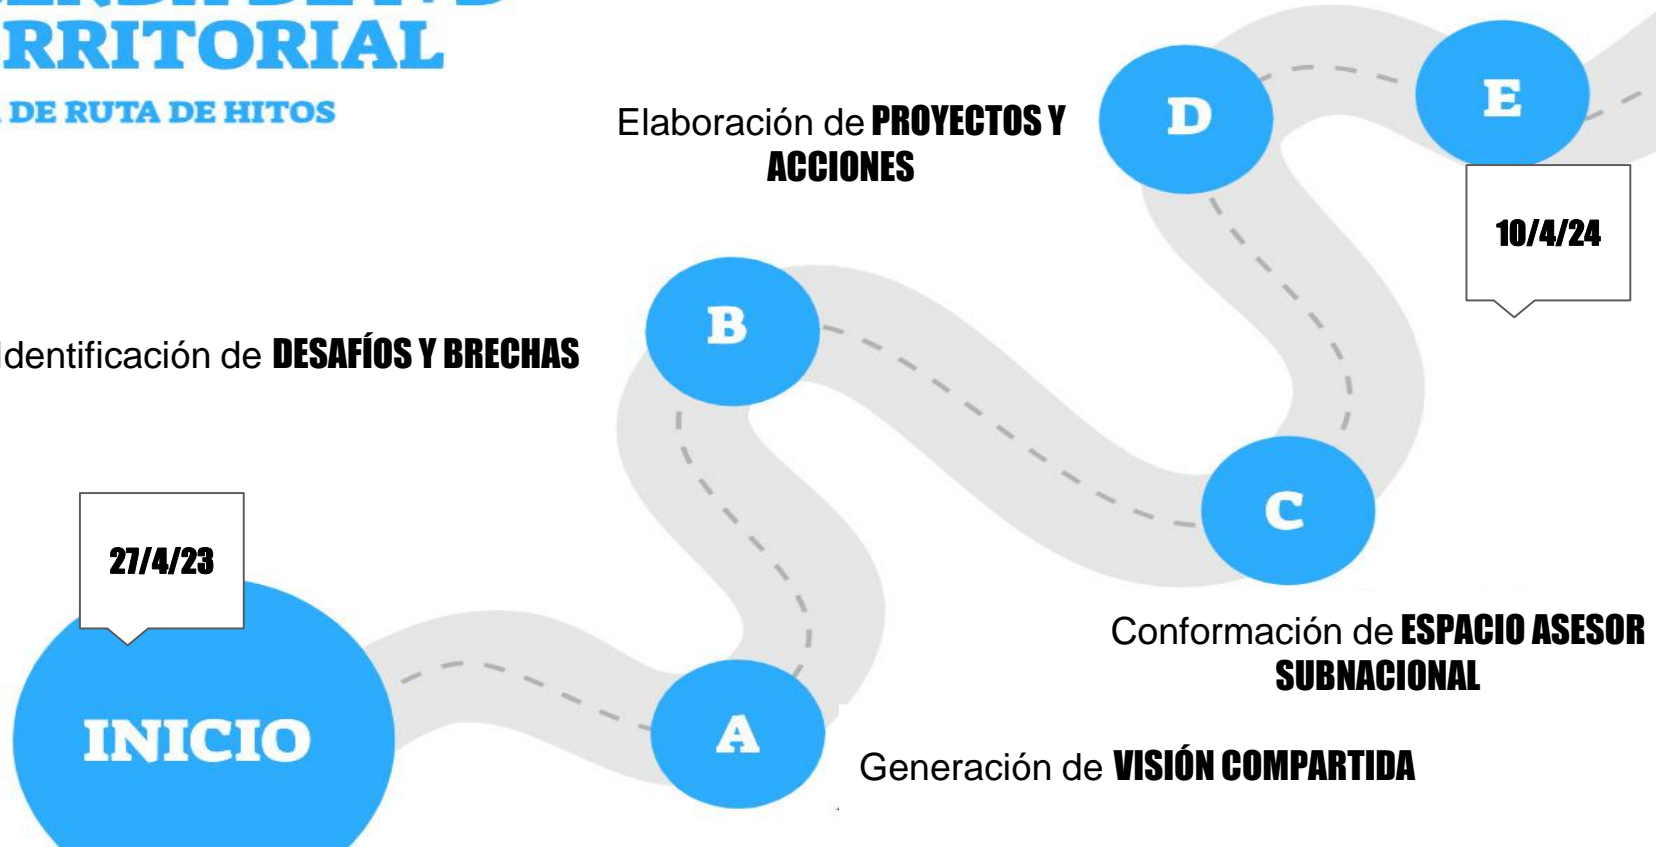 RRITORIAL
DE RUTA DE HITOS
Elaboración de PROYECTOS Y
ACCIONES
D
E
10/4/24
B
Identificación de DESAFÍOS Y BRECHAS
C
27/4/23
Conformación de ESPACIO ASESOR
SUBNACIONAL
INICIO
A
Generación de VISIÓN COMPARTIDA